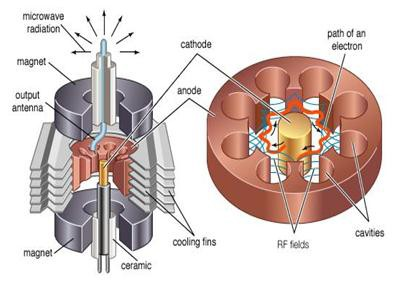 microwave
radiation
magnet
output
antenna
magnet
ceramic
cooling fins
cathode
anode
path of an
electron
RF fields
cavities